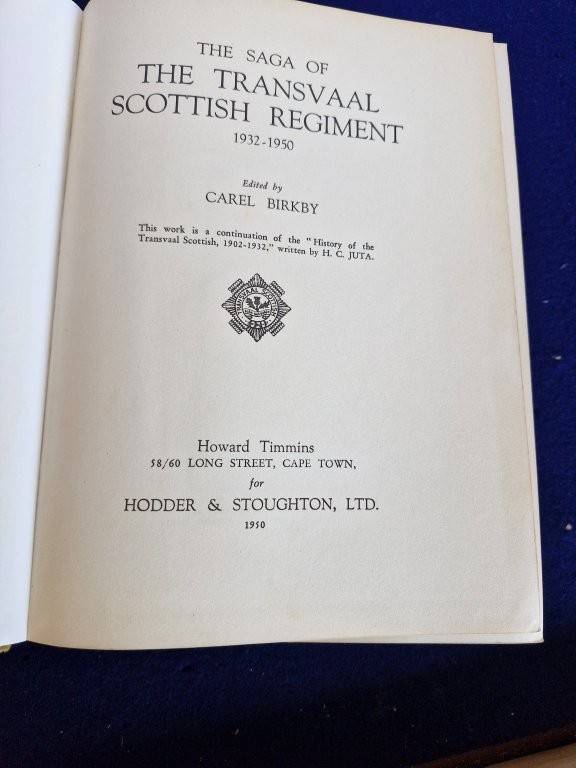 THE SAGA OF
THE TRANSVAAL
SCOTTISH REGIMENT
1932-1950
Edited by
CAREL BIRKBY
This work is a continuation of the "History of the
Transvaal Scottish, 1902-1932," written by H. C. JUTA.
TRANSVAAL SCOTTISH
Howard Timmins
58/60 LONG STREET, CAPE TOWN,
for
HODDER & STOUGHTON, LTD.
1950